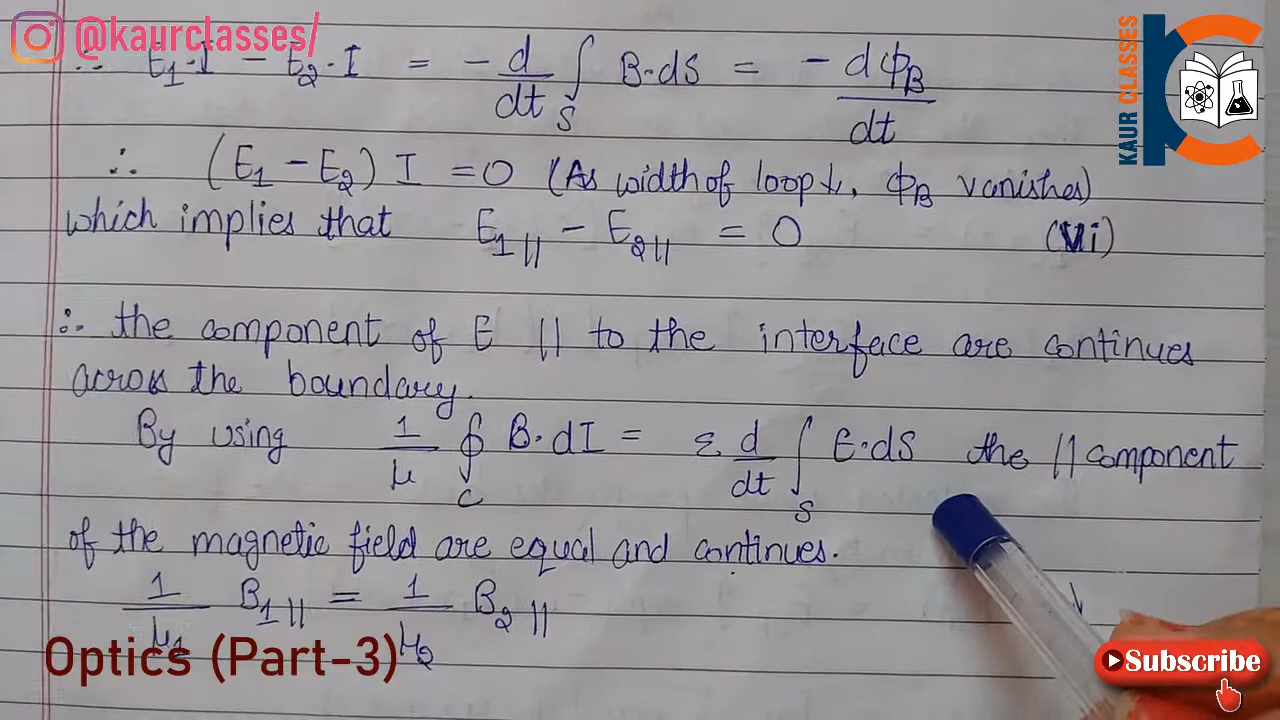 @kaurclasses/
∴ E₁·I − E₂·I = − d/dt ∫S B·dS = − dϕB/dt
∴ (E₁ − E₂) I = 0 (As width of loop ↓, ϕB vanishes)
which implies that E₁|| − E₂|| = 0 (vi)
∴ the component of E || to the interface are continues
across the boundary.
By using 1/μ ∮C B·dI = ε d/dt ∫S E·dS the || component
of the magnetic field are equal and continues.
1/μ₁ B₁|| = 1/μ₂ B₂||
Optics (Part-3)
KAUR CLASSES
Subscribe